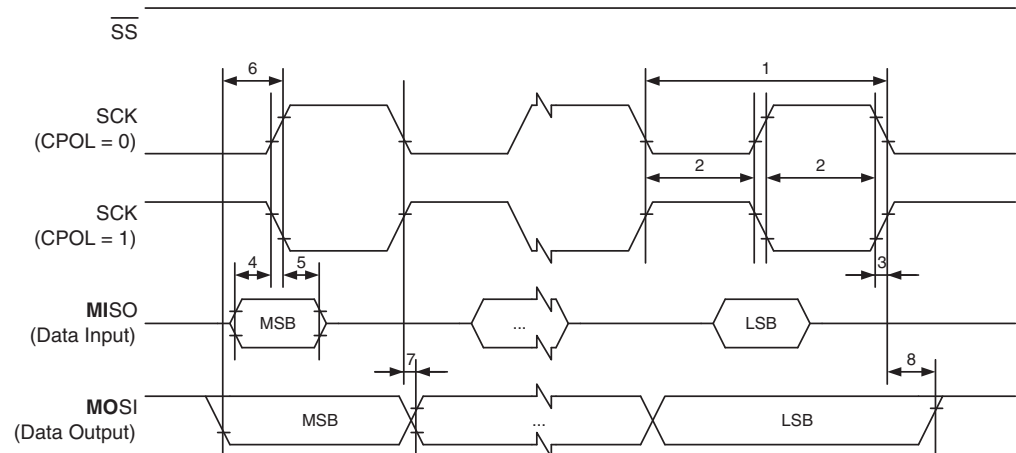 SS
6
1
SCK
(CPOL = 0)
2
2
SCK
(CPOL = 1)
4
5
3
MISO
(Data Input)
MSB
...
LSB
7
8
MOSI
(Data Output)
MSB
...
LSB